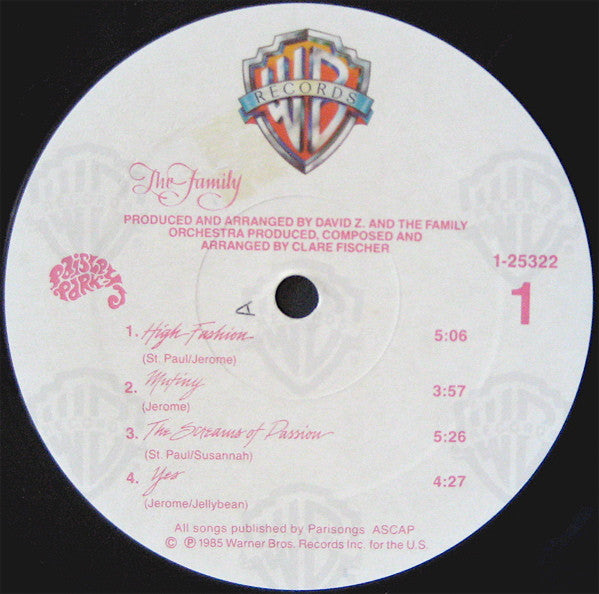 WB
RECORDS
The Family
PRODUCED AND ARRANGED BY DAVID Z. AND THE FAMILY
ORCHESTRA PRODUCED, COMPOSED AND
ARRANGED BY CLARE FISCHER
Paisley Park
1-25322
1
A
1. High Fashion 5:06
(St. Paul/Jerome)
2. Mutiny 3:57
(Jerome)
3. The Screams of Passion 5:26
(St. Paul/Susannah)
4. Yes 4:27
(Jerome/Jellybean)
All songs published by Parisongs ASCAP
© ℗ 1985 Warner Bros. Records Inc. for the U.S.